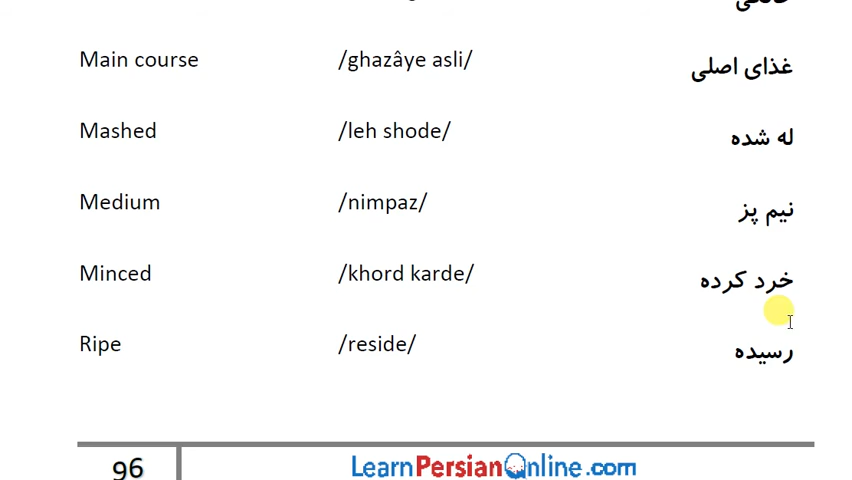 خانگی
Main course /ghazâye asli/ غذای اصلی
Mashed /leh shode/ له شده
Medium /nimpaz/ نیم پز
Minced /khord karde/ خرد کرده
Ripe /reside/ رسیده
96 LearnPersianOnline.com